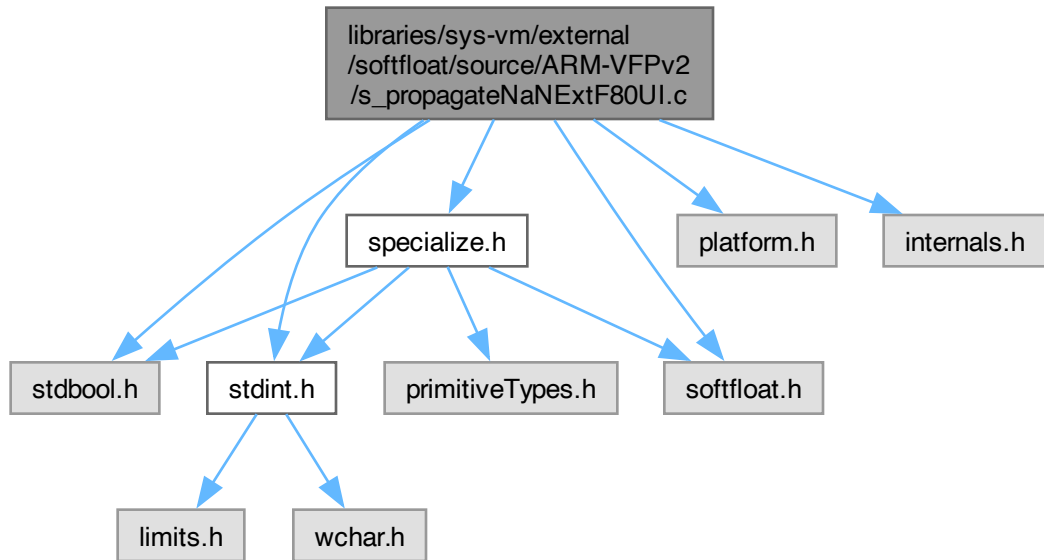 libraries/sys-vm/external
/softfloat/source/ARM-VFPv2
/s_propagateNaNExtF80UI.c
specialize.h
platform.h
internals.h
stdbool.h
stdint.h
primitiveTypes.h
softfloat.h
limits.h
wchar.h